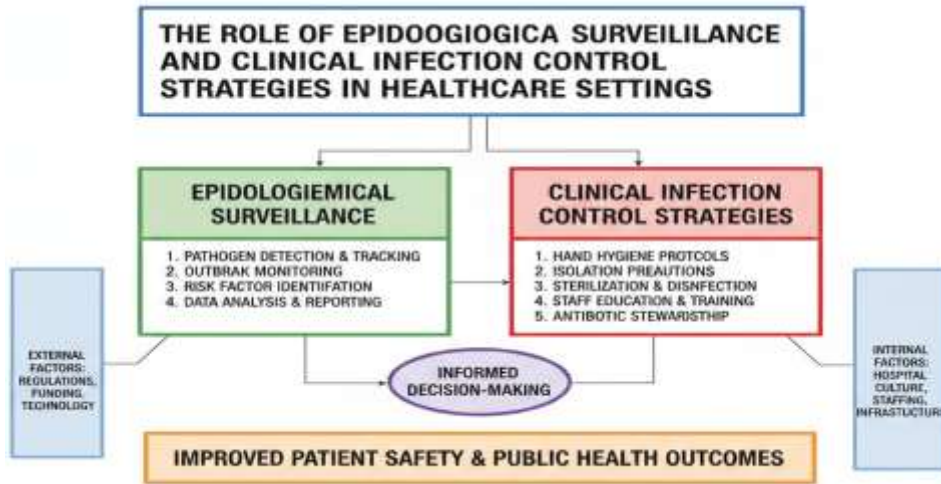 THE ROLE OF EPIDOOGIOGICA SURVEILILANCE
AND CLINICAL INFECTION CONTROL
STRATEGIES IN HEALTHCARE SETTINGS
EPIDOLOGIEMICAL
SURVEILLANCE
1. PATHOGEN DETECTION & TRACKING
2. OUTBRAK MONITORING
3. RISK FACTOR IDENTIIFATION
4. DATA ANALYSIS & REPORTING
CLINICAL INFECTION
CONTROL STRATEGIES
1. HAND HYGIENE PROTCOLS
2. ISOLATION PREAUTIONS
3. STERILIZATION & DISNFECTION
4. STAFF EDUCATION & TRAINING
5. ANTIBOTIC STEWARISTHIP
EXTERNAL
FACTORS:
REGULATIONS,
FUNDING,
TECHNOLOGY
INFORMED
DECISION-MAKING
INTERNAL
FACTORS:
HOSPITAL
CULTURE,
STAFFING,
INFRASTUCTURE
IMPROVED PATIENT SAFETY & PUBLIC HEALTH OUTCOMES